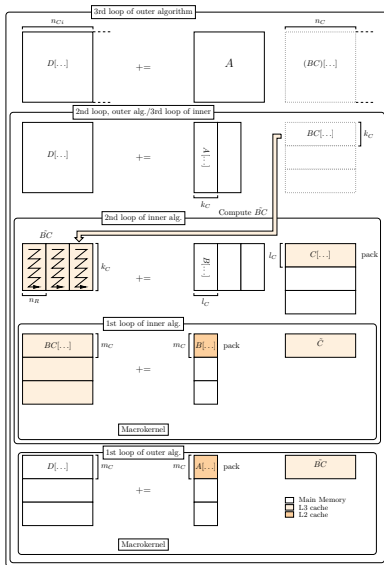 3rd loop of outer algorithm
n_{Ci}
n_C
D[...]
+=
A
(BC)[...]
2nd loop, outer alg./3rd loop of inner
D[...]
+=
A[...]
BC[...]
k_C
k_C
Compute B̃C
2nd loop of inner alg.
B̃C
k_C
+=
B[...]
l_C
C[...]
pack
n_R
l_C
1st loop of inner alg.
BC[...]
m_C
+=
m_C
B[...]
pack
C̃
Macrokernel
1st loop of outer alg.
D[...]
m_C
+=
m_C
A[...]
pack
B̃C
Main Memory
L3 cache
L2 cache
Macrokernel